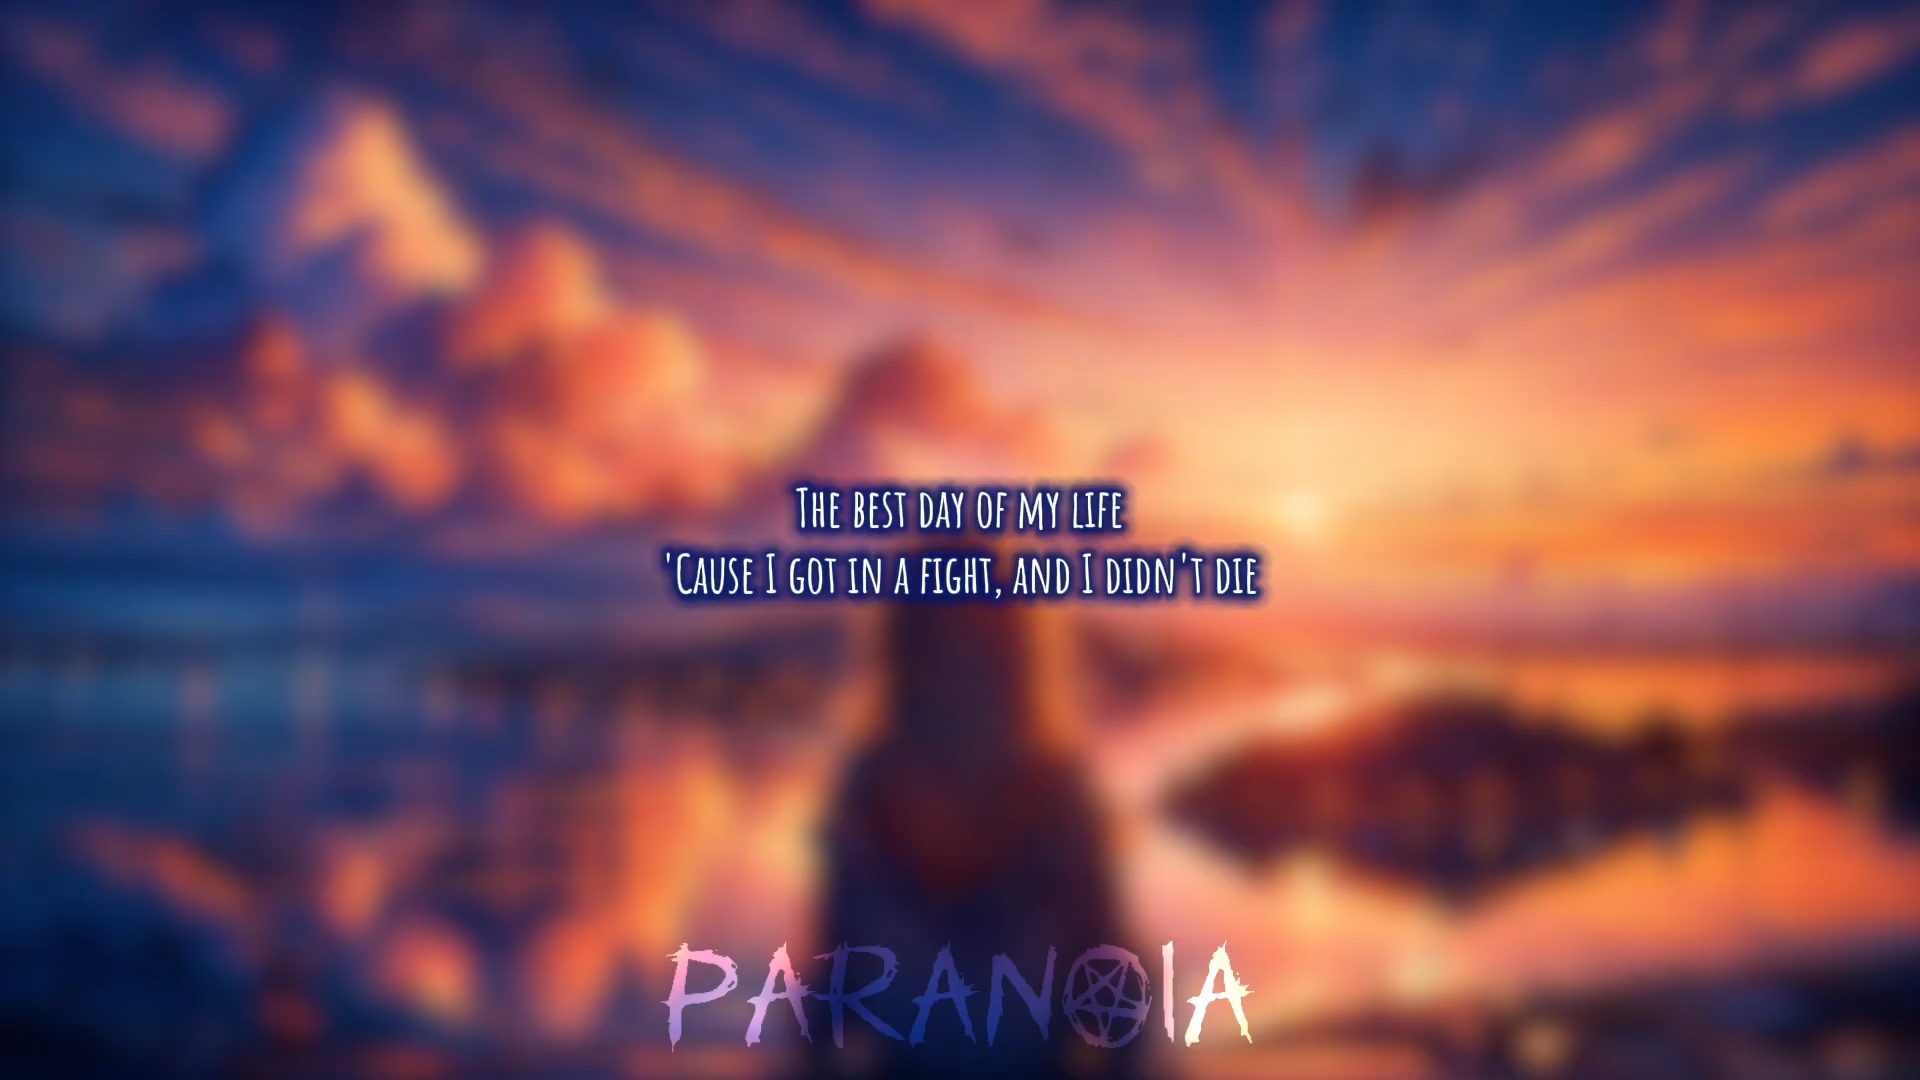 The best day of my life
'Cause I got in a fight, and I didn't die
PARANOIA